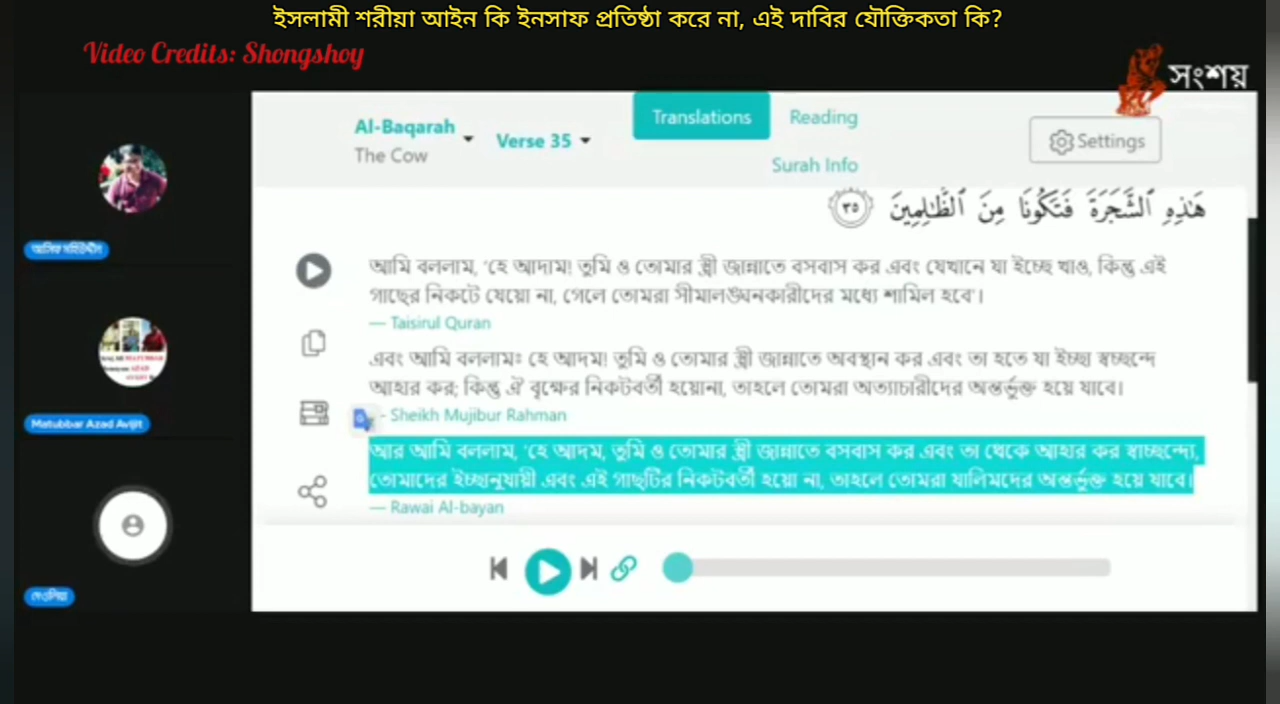 ইসলামী শরীয়া আইন কি ইনসাফ প্রতিষ্ঠা করে না, এই দাবির যৌক্তিকতা কি?
Video Credits: Shongshoy
সংশয়
Al-Baqarah
The Cow
Verse 35
Translations
Reading
Surah Info
Settings
هَٰذِهِ ٱلشَّجَرَةَ فَتَكُونَا مِنَ ٱلظَّٰلِمِينَ ٣٥
আমি বললাম, 'হে আদাম! তুমি ও তোমার স্ত্রী জান্নাতে বসবাস কর এবং যেখানে যা ইচ্ছে খাও, কিন্তু এই
গাছের নিকটে যেয়ো না, গেলে তোমরা সীমালঙ্ঘনকারীদের মধ্যে শামিল হবে'।
— Taisirul Quran
এবং আমি বললামঃ হে আদম! তুমি ও তোমার স্ত্রী জান্নাতে অবস্থান কর এবং তা হতে যা ইচ্ছা স্বচ্ছন্দে
আহার কর; কিন্তু ঐ বৃক্ষের নিকটবর্তী হয়োনা, তাহলে তোমরা অত্যাচারীদের অন্তর্ভুক্ত হয়ে যাবে।
- Sheikh Mujibur Rahman
আর আমি বললাম, 'হে আদম, তুমি ও তোমার স্ত্রী জান্নাতে বসবাস কর এবং তা থেকে আহার কর স্বাচ্ছন্দ্যে,
তোমাদের ইচ্ছানুযায়ী এবং এই গাছটির নিকটবর্তী হয়ো না, তাহলে তোমরা যালিমদের অন্তর্ভুক্ত হয়ে যাবে।
— Rawai Al-bayan
আসিফ মহিউদ্দীন
Matubbar Azad Avijit